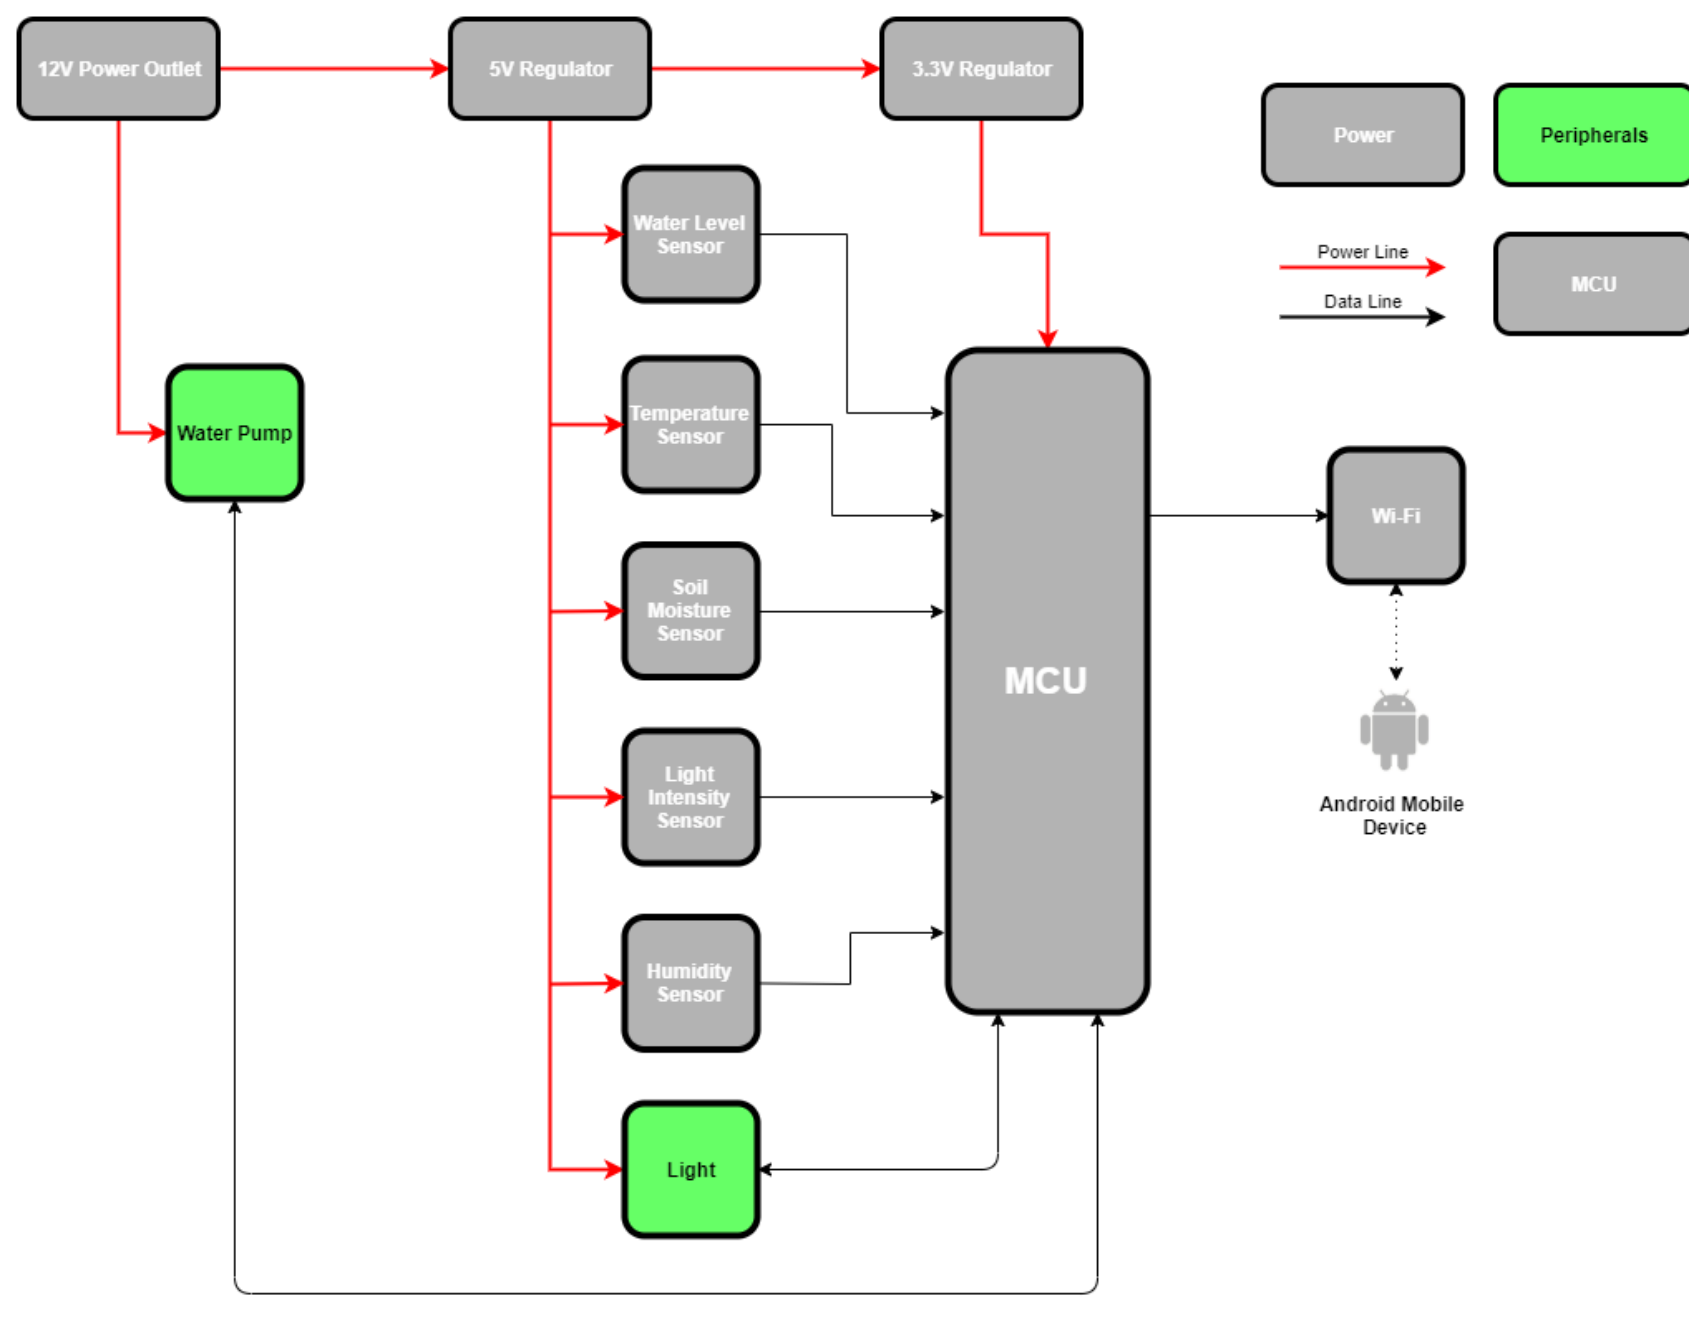 12V Power Outlet
5V Regulator
3.3V Regulator
Power
Peripherals
Water Level
Sensor
Power Line
Data Line
MCU
Temperature
Sensor
Water Pump
Wi-Fi
Soil
Moisture
Sensor
MCU
Light
Intensity
Sensor
Android Mobile
Device
Humidity
Sensor
Light